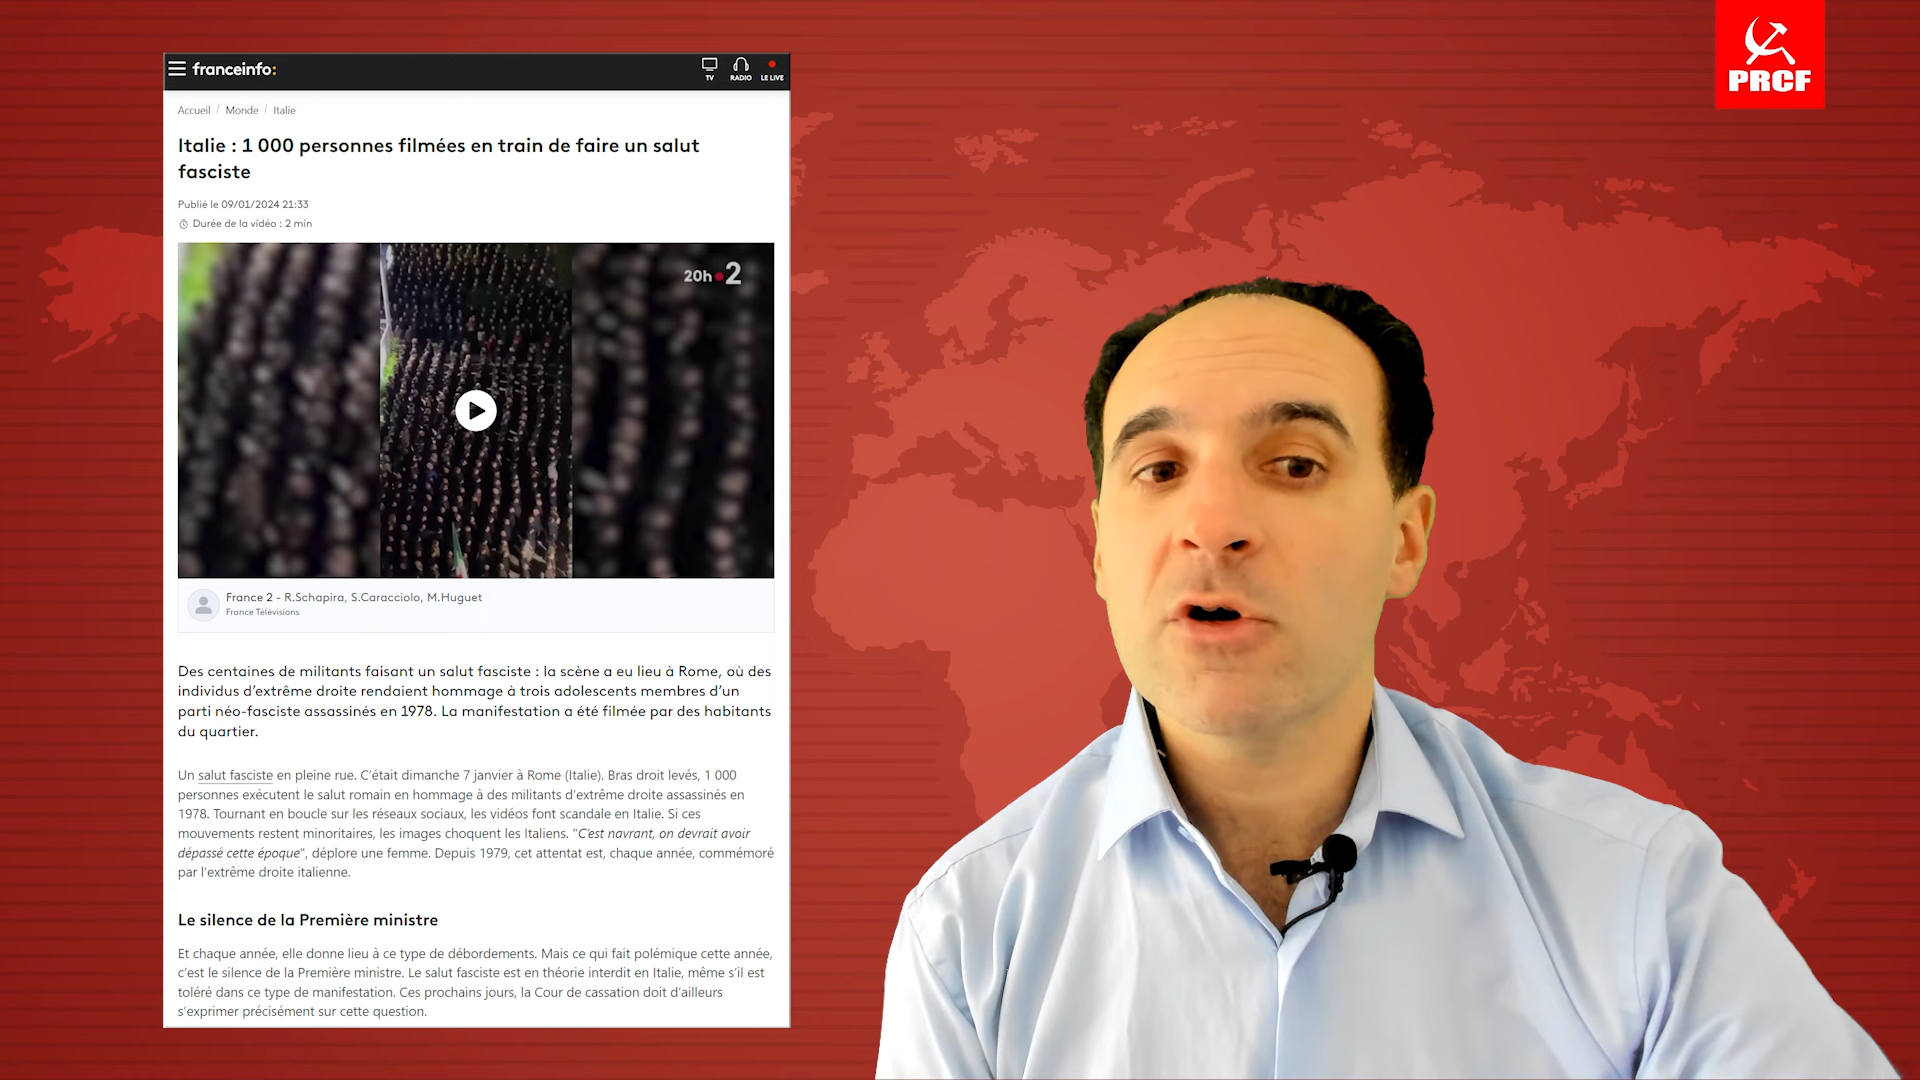 franceinfo:
TV
RADIO
LE LIVE
PRCF
Accueil / Monde / Italie
Italie : 1 000 personnes filmées en train de faire un salut
fasciste
Publié le 09/01/2024 21:33
Durée de la vidéo : 2 min
20h 2
France 2 - R.Schapira, S.Caracciolo, M.Huguet
France Télévisions
Des centaines de militants faisant un salut fasciste : la scène a eu lieu à Rome, où des
individus d'extrême droite rendaient hommage à trois adolescents membres d'un
parti néo-fasciste assassinés en 1978. La manifestation a été filmée par des habitants
du quartier.
Un salut fasciste en pleine rue. C'était dimanche 7 janvier à Rome (Italie). Bras droit levés, 1 000
personnes exécutent le salut romain en hommage à des militants d'extrême droite assassinés en
1978. Tournant en boucle sur les réseaux sociaux, les vidéos font scandale en Italie. Si ces
mouvements restent minoritaires, les images choquent les Italiens. "C'est navrant, on devrait avoir
dépassé cette époque", déplore une femme. Depuis 1979, cet attentat est, chaque année, commémoré
par l'extrême droite italienne.
Le silence de la Première ministre
Et chaque année, elle donne lieu à ce type de débordements. Mais ce qui fait polémique cette année,
c'est le silence de la Première ministre. Le salut fasciste est en théorie interdit en Italie, même s'il est
toléré dans ce type de manifestation. Ces prochains jours, la Cour de cassation doit d'ailleurs
s'exprimer précisément sur cette question.